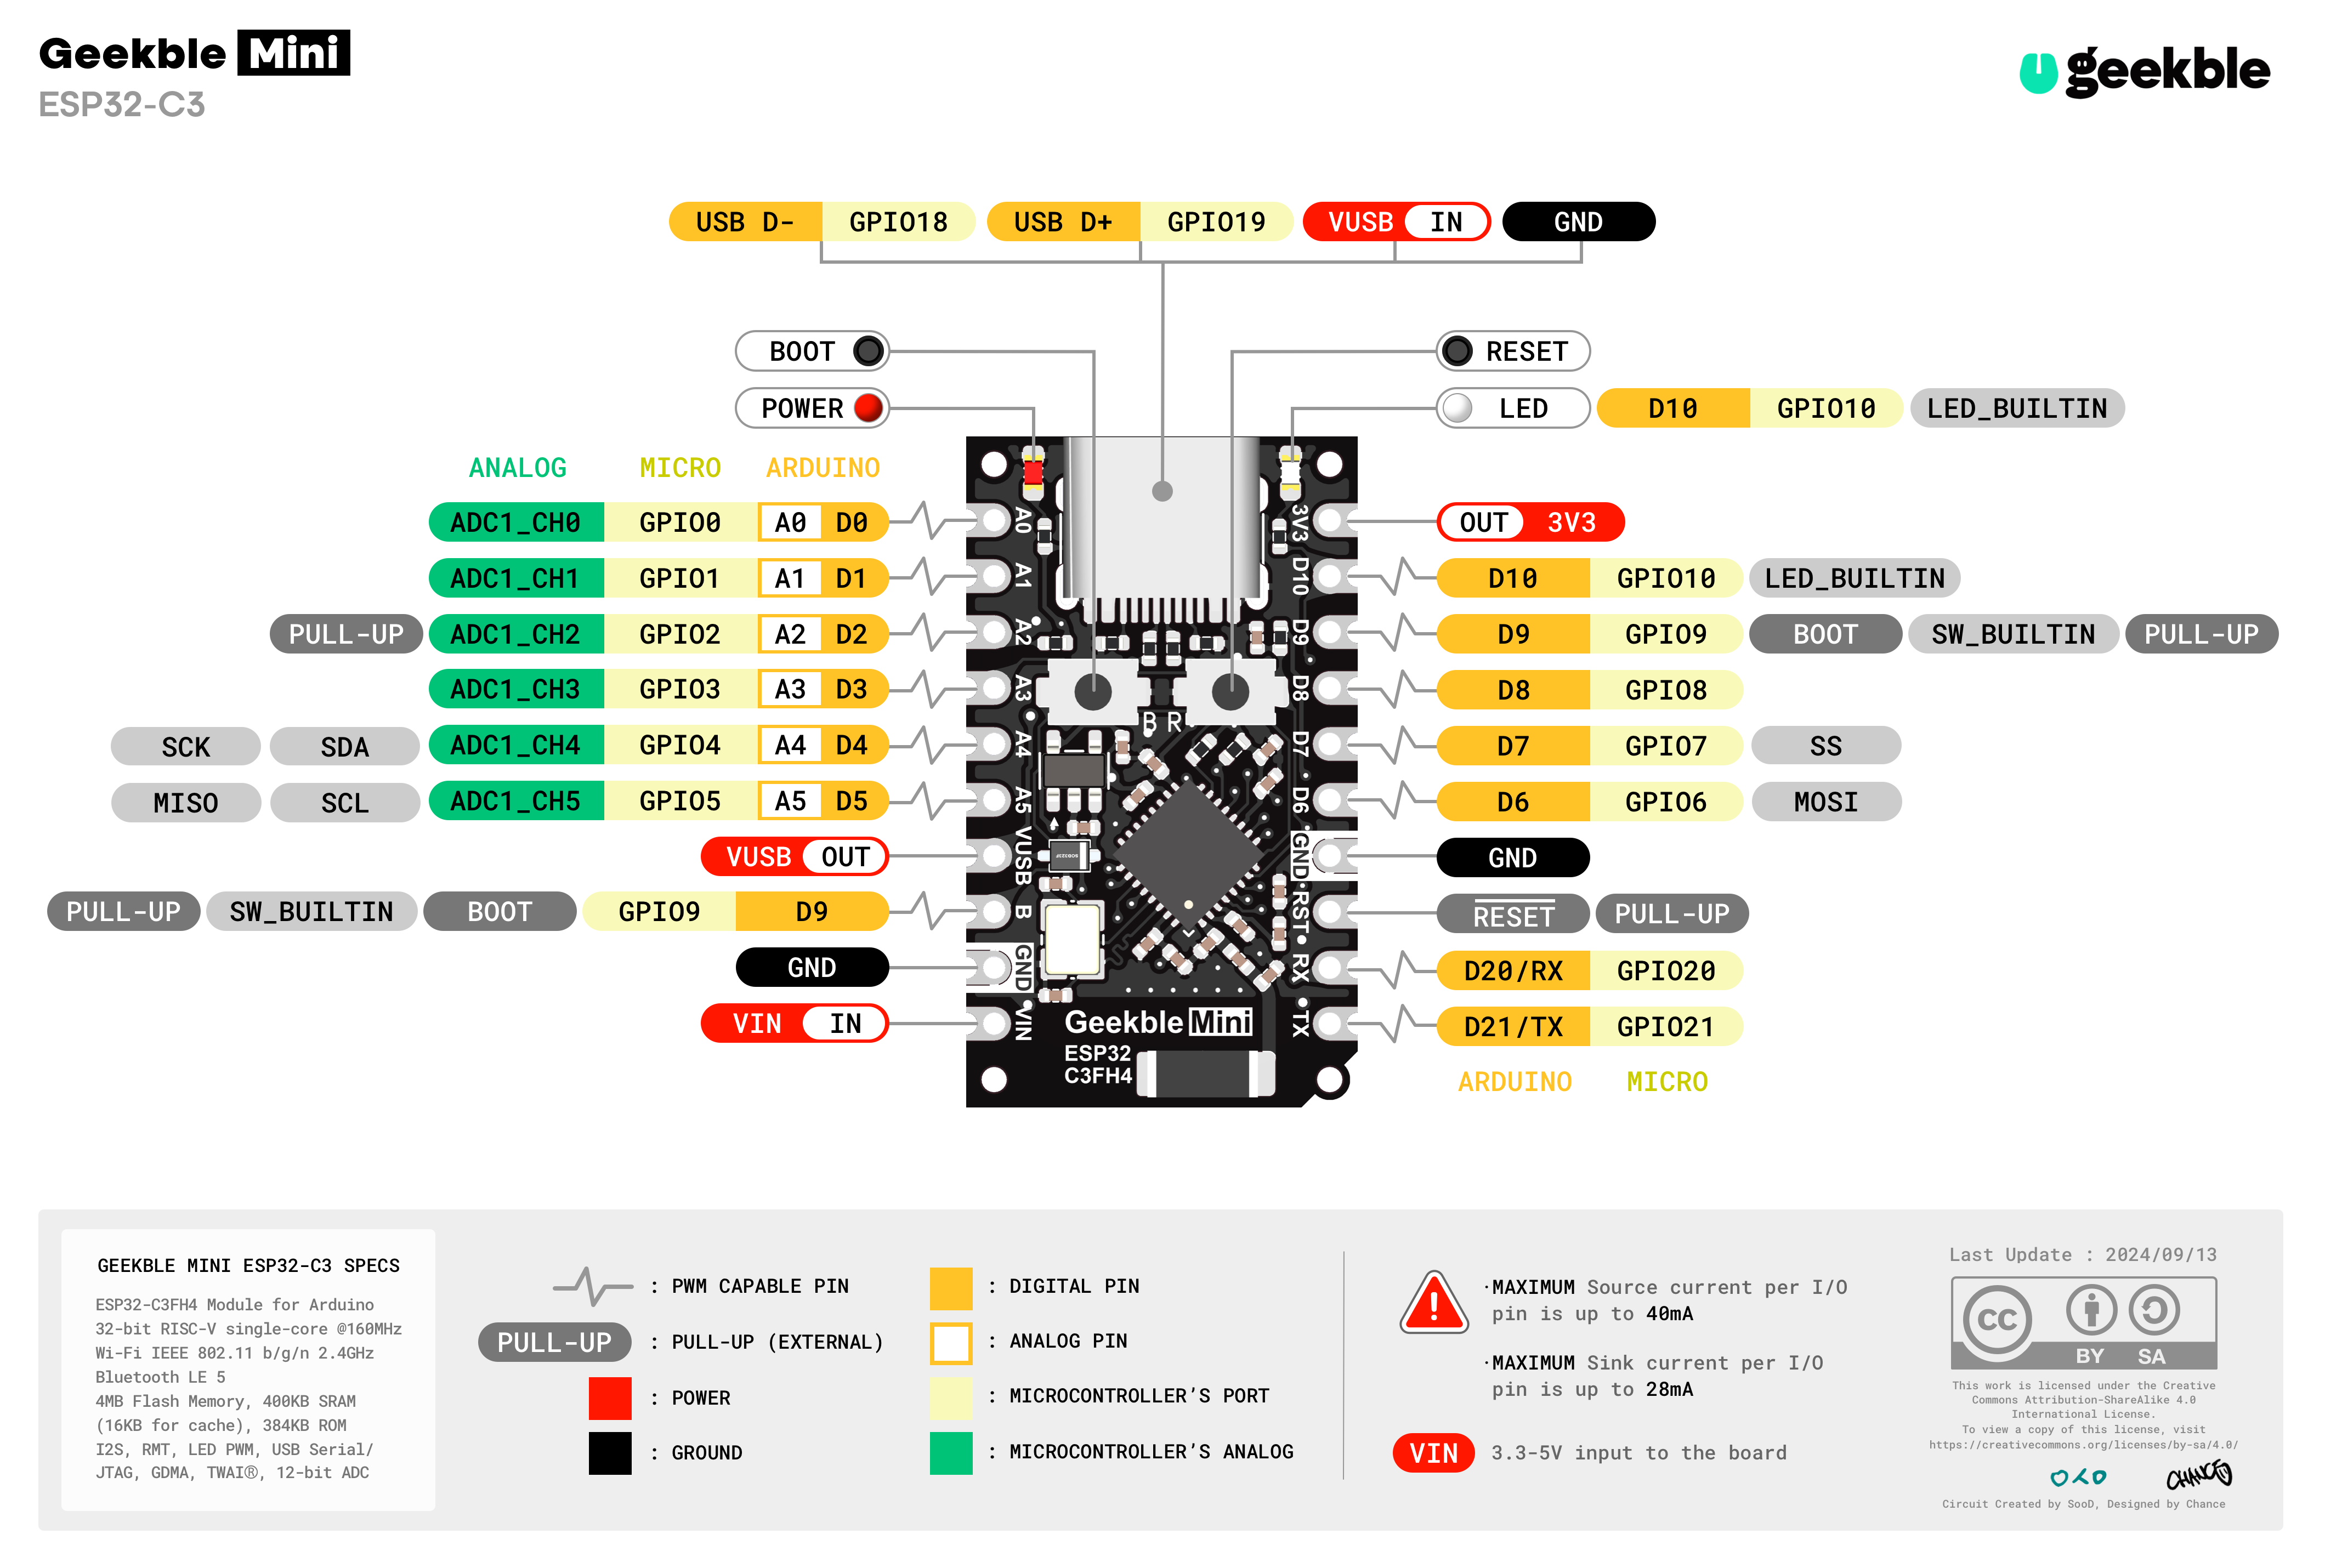 Geekble Mini
ESP32-C3
geekble
USB D- GPIO18 USB D+ GPIO19 VUSB IN GND
BOOT RESET
POWER LED D10 GPIO10 LED_BUILTIN
ANALOG MICRO ARDUINO
ADC1_CH0 GPIO0 A0 D0 A0 3V3 OUT 3V3
ADC1_CH1 GPIO1 A1 D1 A1 D10 D10 GPIO10 LED_BUILTIN
PULL-UP ADC1_CH2 GPIO2 A2 D2 A2 D9 D9 GPIO9 BOOT SW_BUILTIN PULL-UP
ADC1_CH3 GPIO3 A3 D3 A3 D8 D8 GPIO8
B R
SCK SDA ADC1_CH4 GPIO4 A4 D4 A4 D7 D7 GPIO7 SS
MISO SCL ADC1_CH5 GPIO5 A5 D5 A5 D6 D6 GPIO6 MOSI
VUSB OUT VUSB GND GND
PULL-UP SW_BUILTIN BOOT GPIO9 D9 B RST RESET PULL-UP
GND GND RX D20/RX GPIO20
VIN IN VIN TX D21/TX GPIO21
Geekble Mini
ESP32
C3FH4
ARDUINO MICRO
GEEKBLE MINI ESP32-C3 SPECS
ESP32-C3FH4 Module for Arduino
32-bit RISC-V single-core @160MHz
Wi-Fi IEEE 802.11 b/g/n 2.4GHz
Bluetooth LE 5
4MB Flash Memory, 400KB SRAM
(16KB for cache), 384KB ROM
I2S, RMT, LED PWM, USB Serial/
JTAG, GDMA, TWAI®, 12-bit ADC
: PWM CAPABLE PIN
PULL-UP : PULL-UP (EXTERNAL)
: POWER
: GROUND
: DIGITAL PIN
: ANALOG PIN
: MICROCONTROLLER’S PORT
: MICROCONTROLLER’S ANALOG
·MAXIMUM Source current per I/O
pin is up to 40mA
·MAXIMUM Sink current per I/O
pin is up to 28mA
VIN 3.3-5V input to the board
Last Update : 2024/09/13
CC BY SA
This work is licensed under the Creative
Commons Attribution-ShareAlike 4.0
International License.
To view a copy of this license, visit
https://creativecommons.org/licenses/by-sa/4.0/
CHANCE
Circuit Created by SooD, Designed by Chance